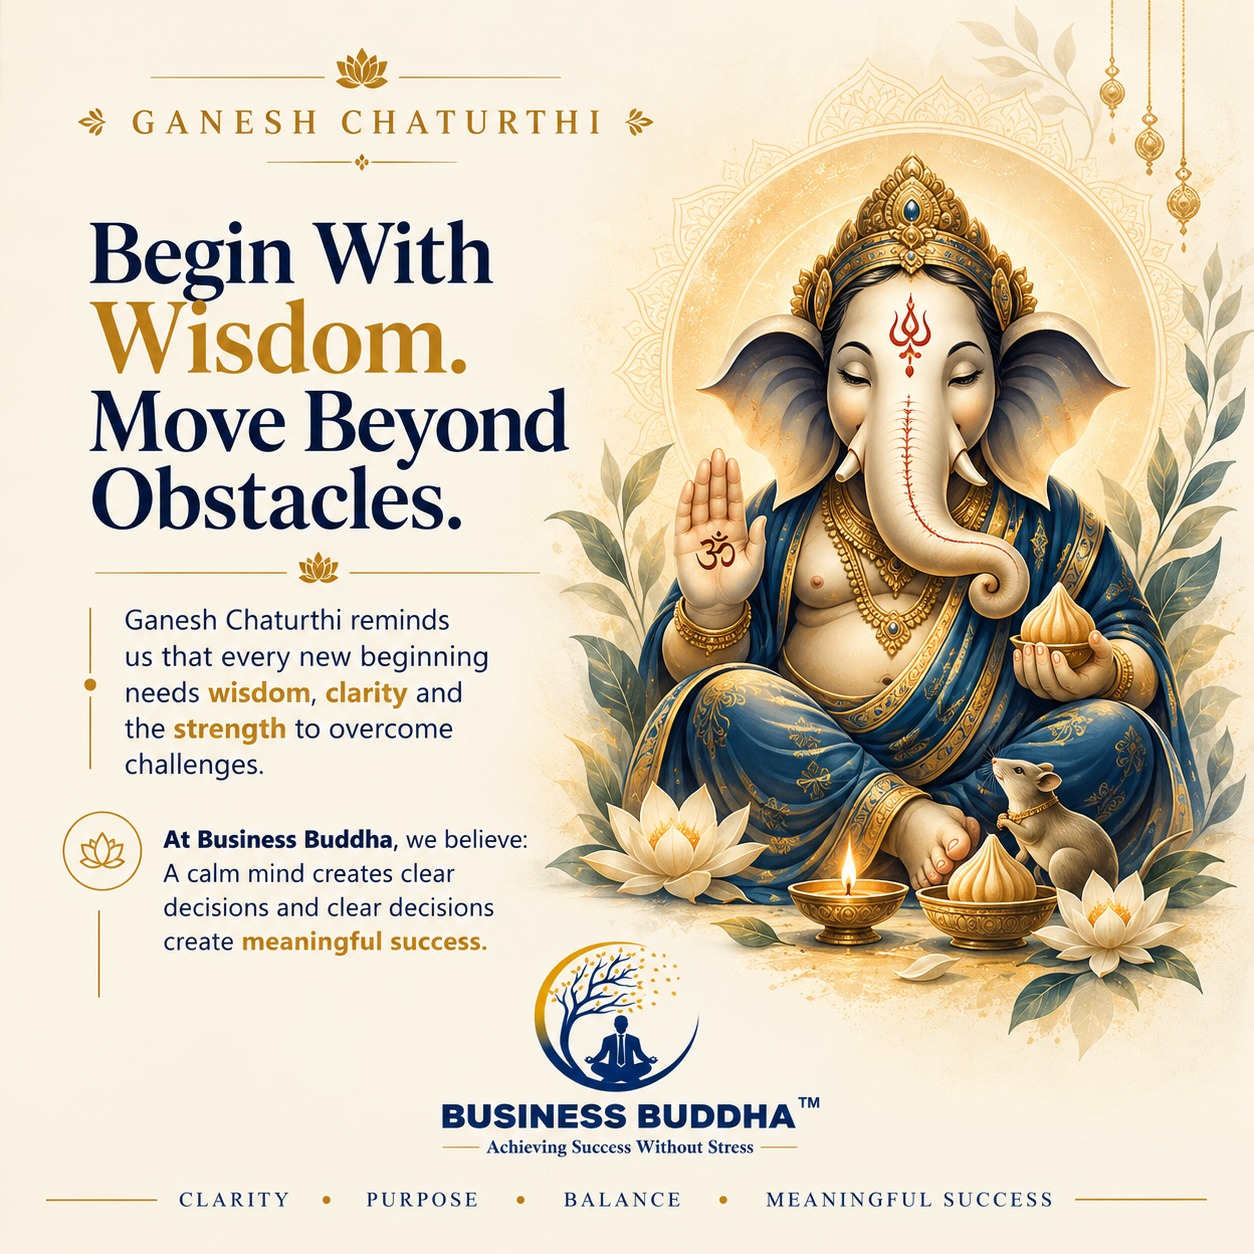 GANESH CHATURTHI
Begin With
Wisdom.
Move Beyond
Obstacles.
Ganesh Chaturthi reminds
us that every new beginning
needs wisdom, clarity and
the strength to overcome
challenges.
At Business Buddha, we believe:
A calm mind creates clear
decisions and clear decisions
create meaningful success.
ॐ
BUSINESS BUDDHA™
Achieving Success Without Stress
CLARITY • PURPOSE • BALANCE • MEANINGFUL SUCCESS